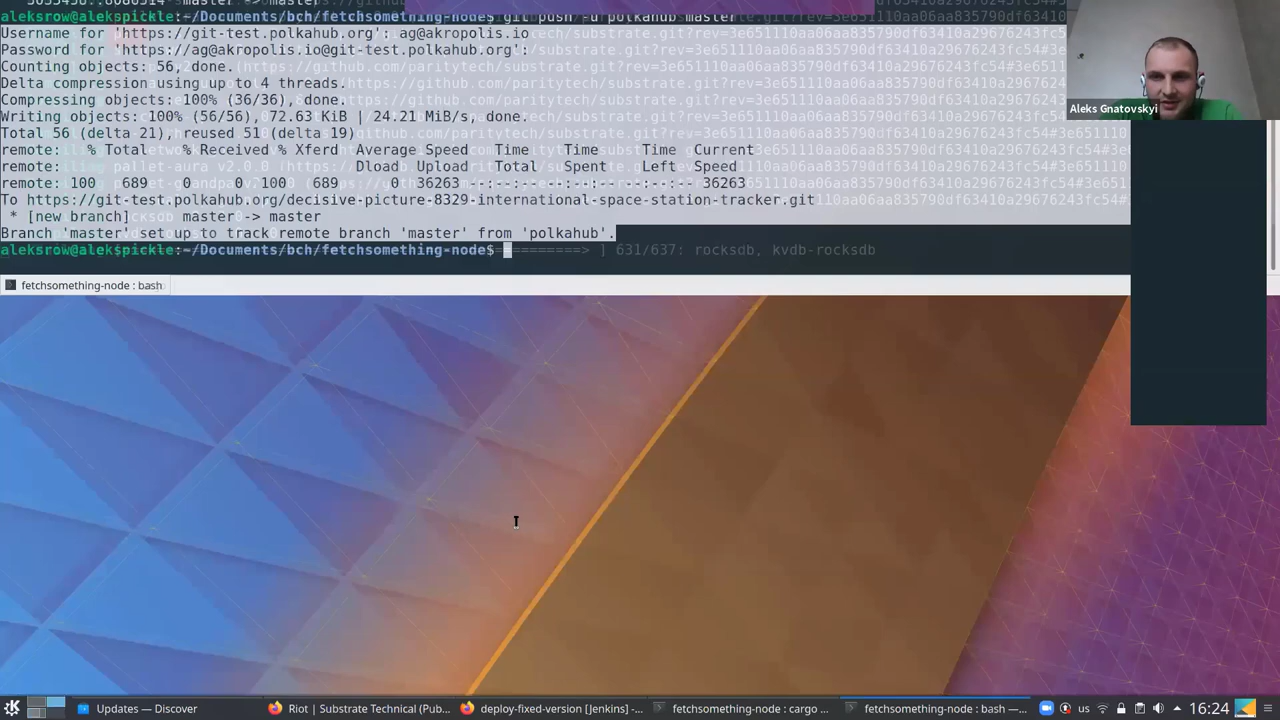 aleksrow@alekspickle:~/Documents/bch/fetchsomething-node$ git push -u polkahub master
Username for 'https://git-test.polkahub.org': ag@akropolis.io
Password for 'https://ag@akropolis.io@git-test.polkahub.org':
Counting objects: 56, done.
Delta compression using up to 4 threads.
Compressing objects: 100% (36/36), done.
Writing objects: 100% (56/56), 72.63 KiB | 24.21 MiB/s, done.
Total 56 (delta 21), reused 51 (delta 19)
remote: % Total % Received % Xferd Average Speed Time Time Time Current
remote: Dload Upload Total Spent Left Speed
remote: 100 689 0 0 100 689 0 36263 --:--:-- --:--:-- --:--:-- 36263
To https://git-test.polkahub.org/decisive-picture-8329-international-space-station-tracker.git
* [new branch] master -> master
Branch 'master' set up to track remote branch 'master' from 'polkahub'.
aleksrow@alekspickle:~/Documents/bch/fetchsomething-node$ =========> ] 631/637: rocksdb, kvdb-rocksdb
Aleks Gnatovskyi
fetchsomething-node : bash
Updates — Discover
Riot | Substrate Technical (Pub...
deploy-fixed-version [Jenkins] -...
fetchsomething-node : cargo ...
fetchsomething-node : bash —...
us
16:24